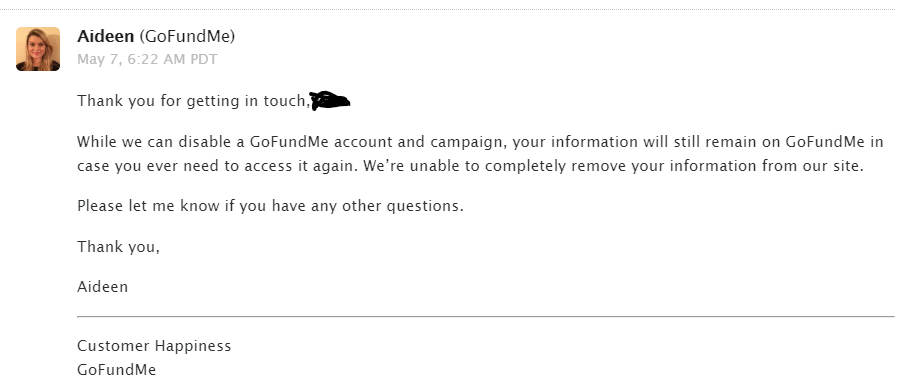 Aideen (GoFundMe)
May 7, 6:22 AM PDT
Thank you for getting in touch,
While we can disable a GoFundMe account and campaign, your information will still remain on GoFundMe in
case you ever need to access it again. We’re unable to completely remove your information from our site.
Please let me know if you have any other questions.
Thank you,
Aideen
Customer Happiness
GoFundMe